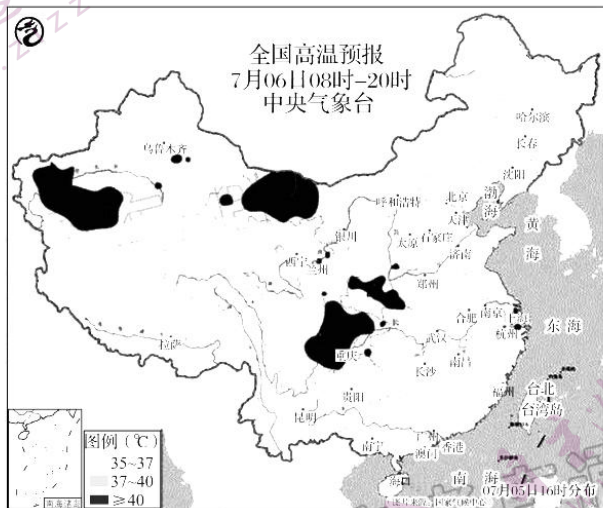 全国高温预报
7月06日08时-20时
中央气象台
哈尔滨
长春
沈阳
乌鲁木齐
呼和浩特
北京
天津
渤海
黄海
银川
太原
石家庄
济南
西宁
兰州
郑州
合肥
南京
上海
杭州
东海
拉萨
武汉
重庆
长沙
南昌
贵阳
福州
台北
台湾岛
昆明
广州
香港
澳门
南宁
海口
南海
图例(℃)
35~37
37~40
≥40
南海诸岛
07月05日16时分布